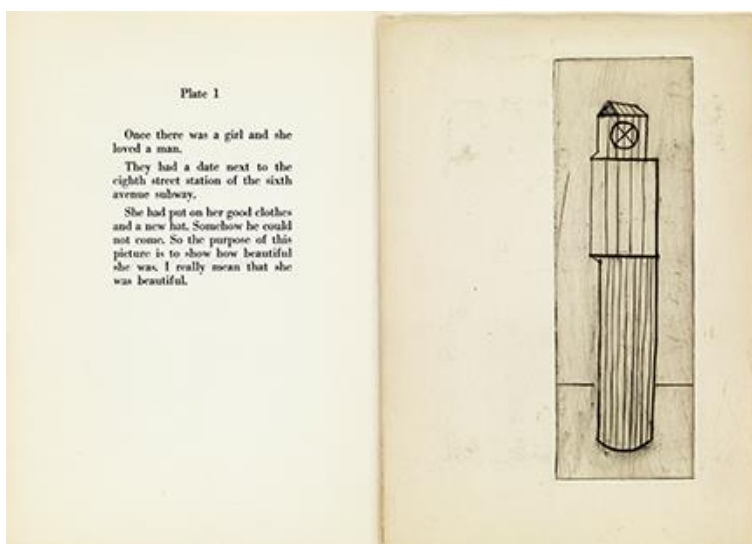 Plate 1
Once there was a girl and she
loved a man.
They had a date next to the
eighth street station of the sixth
avenue subway.
She had put on her good clothes
and a new hat. Somehow he could
not come. So the purpose of this
picture is to show how beautiful
she was. I really mean that she
was beautiful.